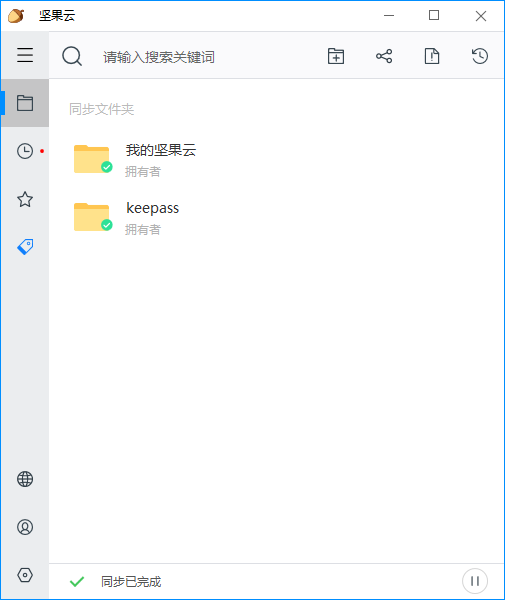 坚果云
请输入搜索关键词
同步文件夹
我的坚果云
拥有者
keepass
拥有者
同步已完成